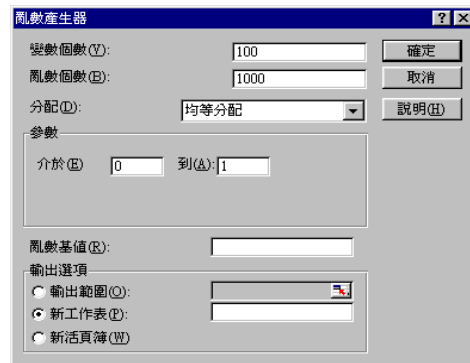 亂數產生器
變數個數(V): 100 確定
亂數個數(B): 1000 取消
分配(D): 均等分配 說明(H)
參數
介於(E) 0 到(A): 1
亂數基值(R):
輸出選項
輸出範圍(O):
新工作表(P):
新活頁簿(W)